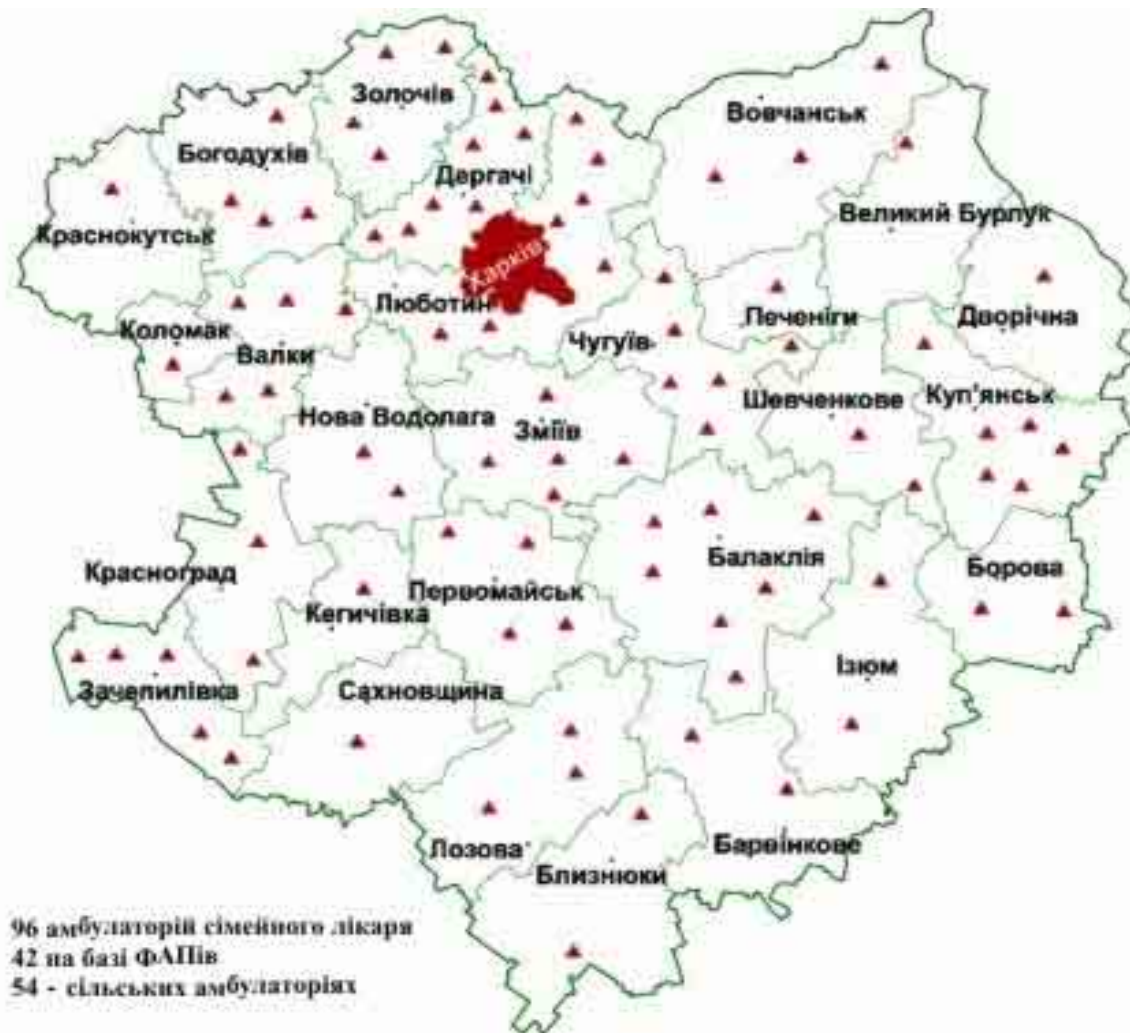 Золочів
Вовчанськ
Богодухів
Дергачі
Великий Бурлук
Краснокутськ
Харків
Люботин
Печеніги
Дворічна
Коломак
Валки
Чугуїв
Шевченкове
Куп'янськ
Нова Водолага
Зміїв
Балаклія
Борова
Красноград
Первомайськ
Кегичівка
Ізюм
Зачепилівка
Сахновщина
Лозова
Барвінкове
Близнюки
96 амбулаторій сімейного лікаря
42 на базі ФАПів
54 - сільських амбулаторіях